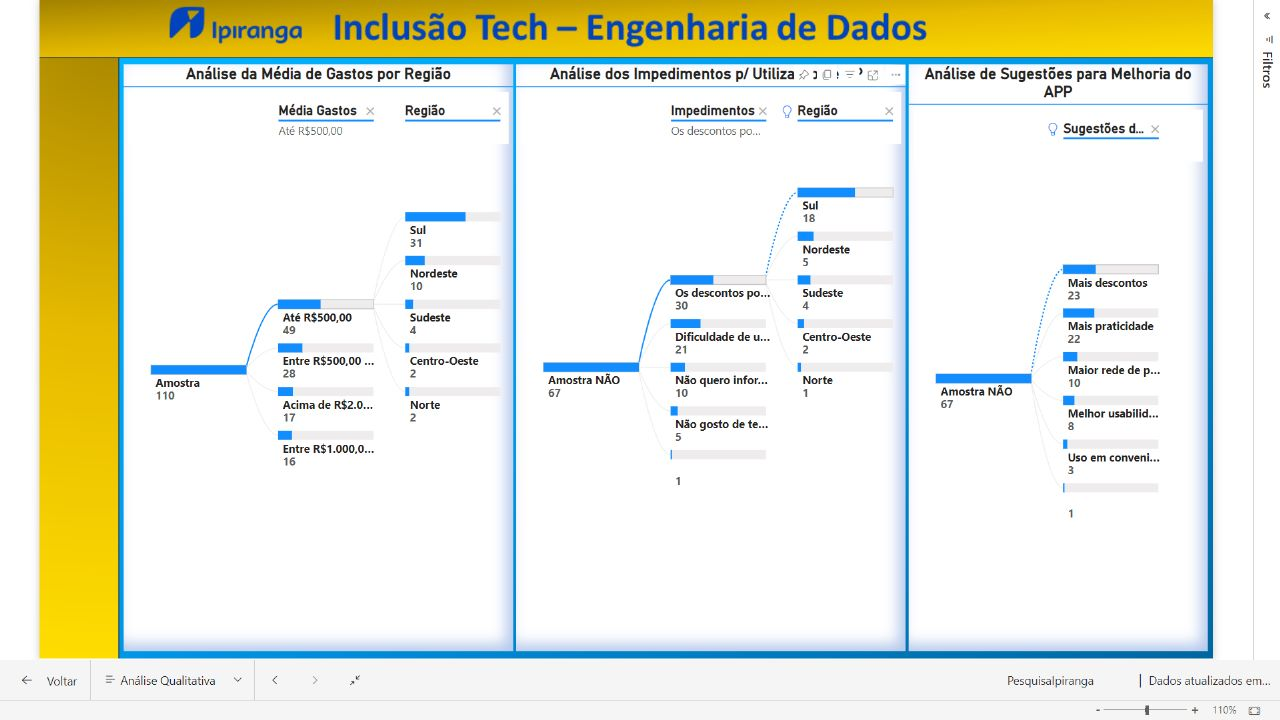 Ipiranga
Inclusão Tech – Engenharia de Dados
Análise da Média de Gastos por Região
Média Gastos
Até R$500,00
Região
Amostra
110
Até R$500,00
49
Entre R$500,00 ...
28
Acima de R$2.0...
17
Entre R$1.000,0...
16
Sul
31
Nordeste
10
Sudeste
4
Centro-Oeste
2
Norte
2
Análise dos Impedimentos p/ Utiliza
Impedimentos
Os descontos po...
Região
Amostra NÃO
67
Os descontos po...
30
Dificuldade de u...
21
Não quero infor...
10
Não gosto de te...
5
1
Sul
18
Nordeste
5
Sudeste
4
Centro-Oeste
2
Norte
1
Análise de Sugestões para Melhoria do
APP
Sugestões d...
Amostra NÃO
67
Mais descontos
23
Mais praticidade
22
Maior rede de p...
10
Melhor usabilid...
8
Uso em conveni...
3
1
Filtros
Voltar
Análise Qualitativa
PesquisaIpiranga
| Dados atualizados em...
- + 110%